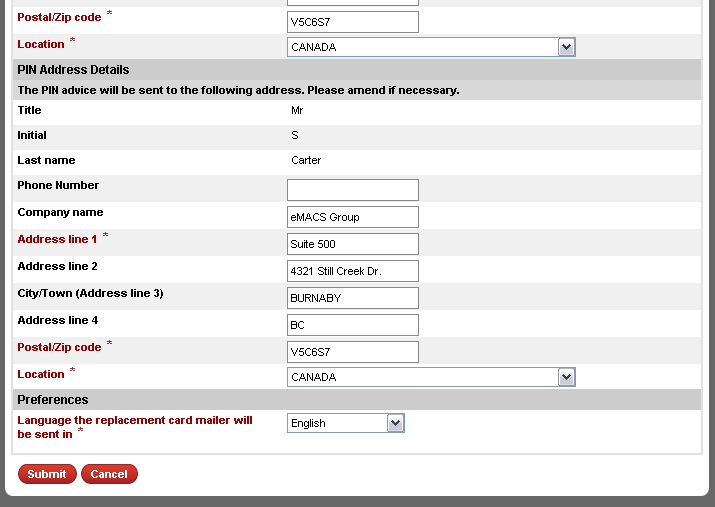 Postal/Zip code * V5C6S7
Location * CANADA
PIN Address Details
The PIN advice will be sent to the following address. Please amend if necessary.
Title Mr
Initial S
Last name Carter
Phone Number
Company name eMACS Group
Address line 1 * Suite 500
Address line 2 4321 Still Creek Dr.
City/Town (Address line 3) BURNABY
Address line 4 BC
Postal/Zip code * V5C6S7
Location * CANADA
Preferences
Language the replacement card mailer will
be sent in * English
Submit Cancel